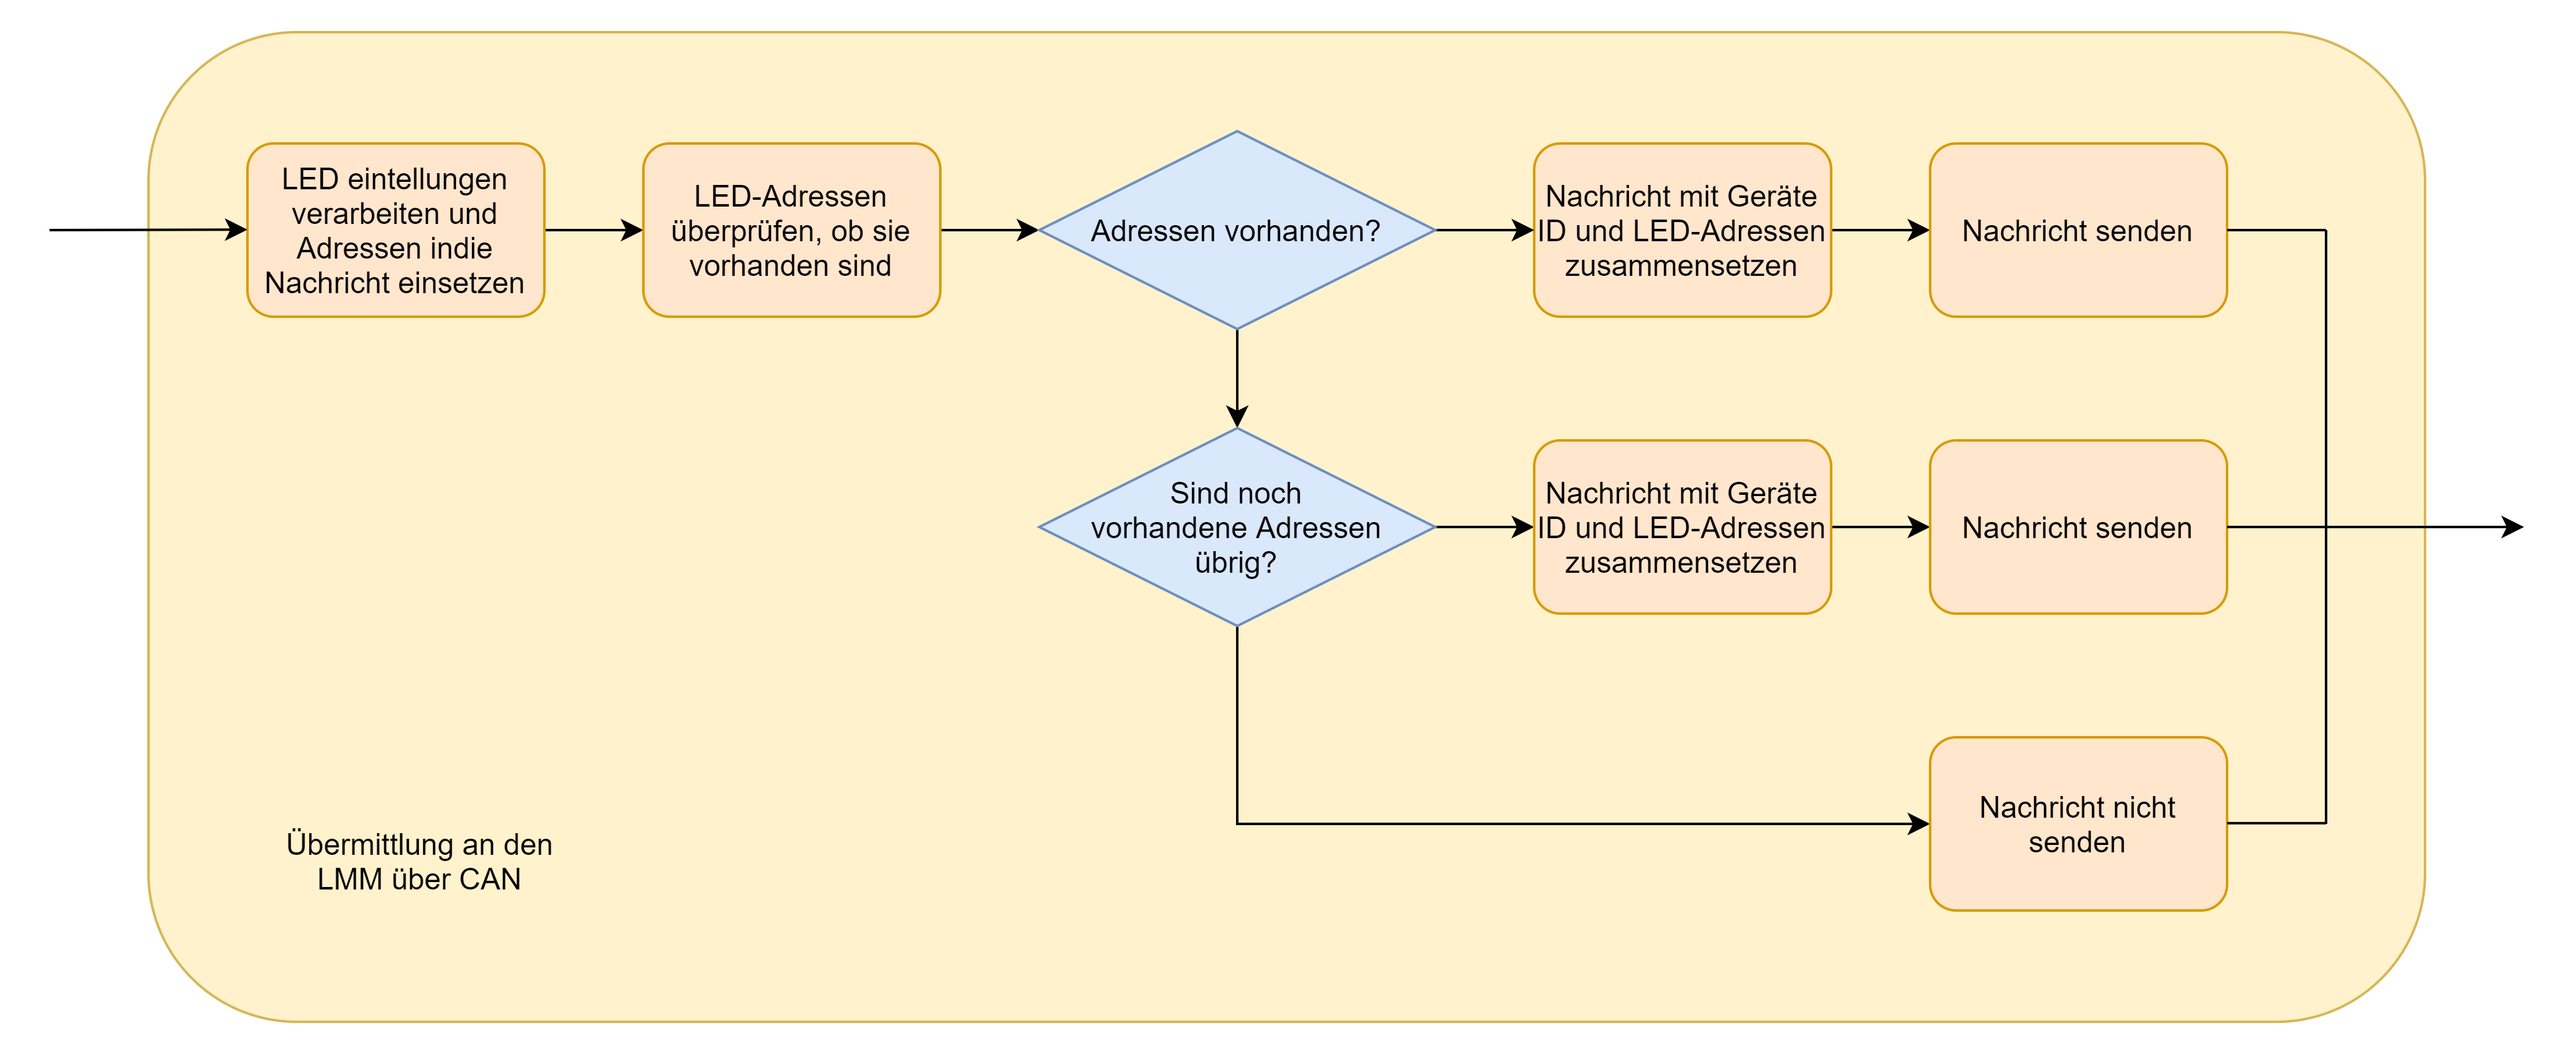 LED eintellungen
verarbeiten und
Adressen indie
Nachricht einsetzen
LED-Adressen
überprüfen, ob sie
vorhanden sind
Adressen vorhanden?
Nachricht mit Geräte
ID und LED-Adressen
zusammensetzen
Nachricht senden
Sind noch
vorhandene Adressen
übrig?
Nachricht mit Geräte
ID und LED-Adressen
zusammensetzen
Nachricht senden
Nachricht nicht
senden
Übermittlung an den
LMM über CAN